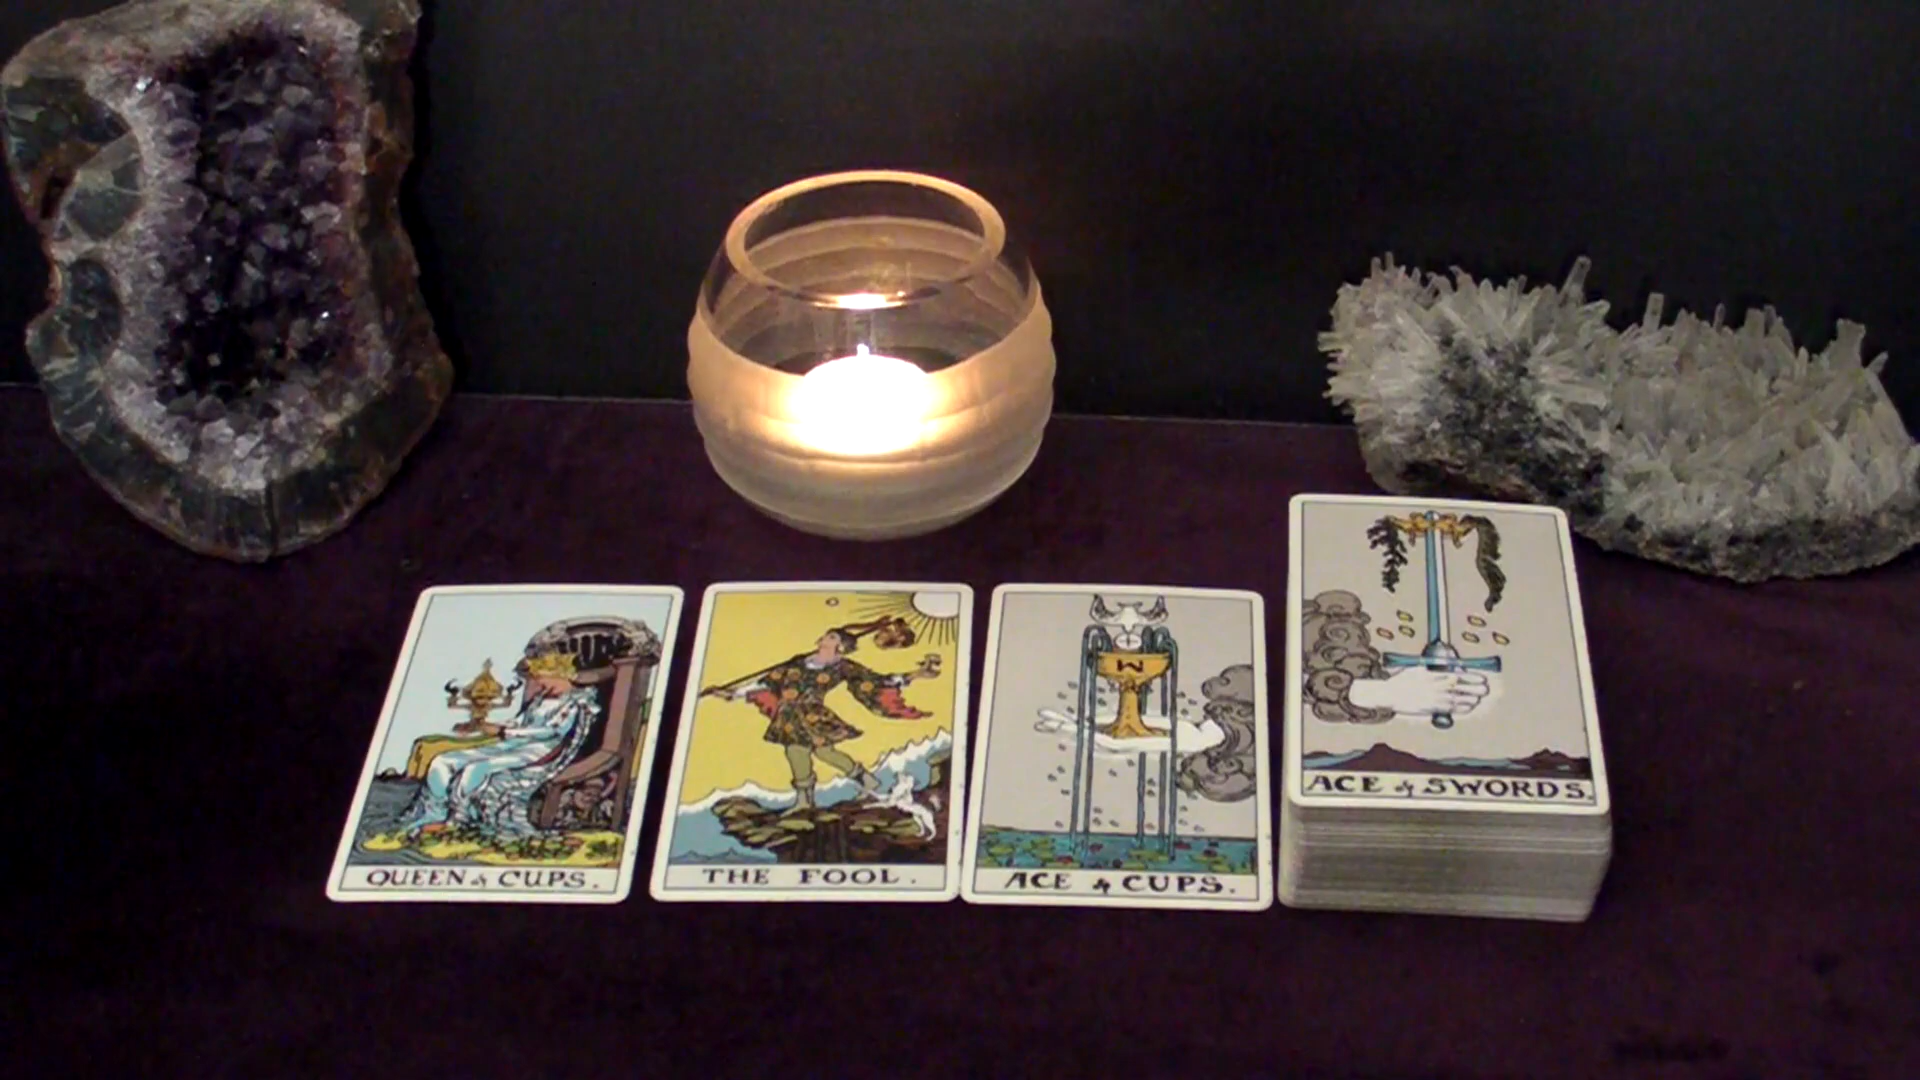 QUEEN of CUPS.
THE FOOL.
ACE of CUPS.
ACE of SWORDS.
W